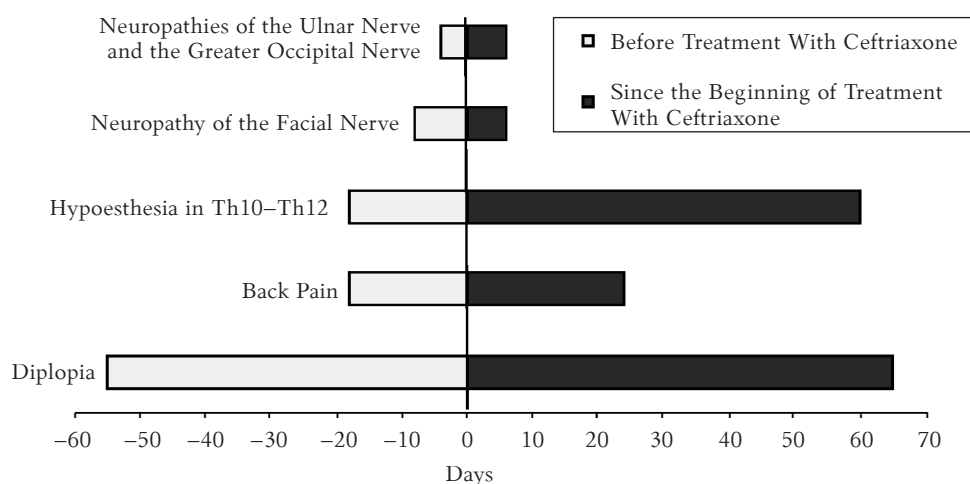 Neuropathies of the Ulnar Nerve
and the Greater Occipital Nerve
Before Treatment With Ceftriaxone
Since the Beginning of Treatment
With Ceftriaxone
Neuropathy of the Facial Nerve
Hypoesthesia in Th10–Th12
Back Pain
Diplopia
–60 –50 –40 –30 –20 –10 0 10 20 30 40 50 60 70
Days